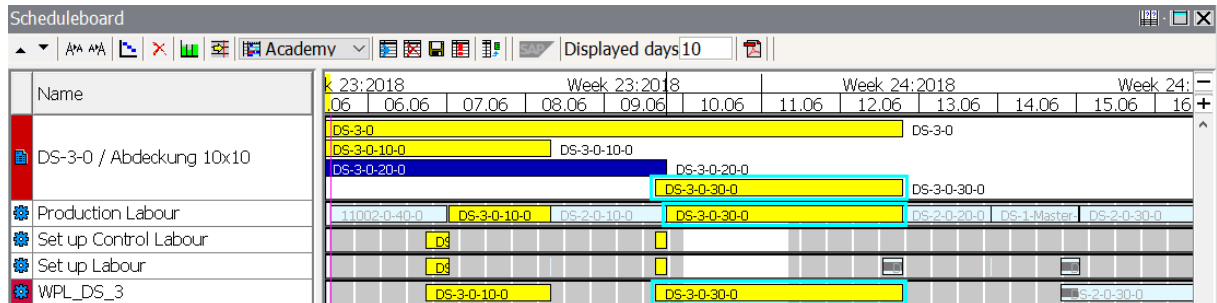 Scheduleboard
Academy
SAP
Displayed days 10
Name
k 23:2018 Week 23:2018 Week 24:2018 Week 24:
.06 06.06 07.06 08.06 09.06 10.06 11.06 12.06 13.06 14.06 15.06 16
DS-3-0 / Abdeckung 10x10
DS-3-0 DS-3-0
DS-3-0-10-0 DS-3-0-10-0
DS-3-0-20-0 DS-3-0-20-0
DS-3-0-30-0 DS-3-0-30-0
Production Labour 11002-0-40-0 DS-3-0-10-0 DS-2-0-10-0 DS-3-0-30-0 DS-2-0-20-0 DS-1-Master- DS-2-0-30-0
Set up Control Labour
Set up Labour
WPL_DS_3 DS-3-0-10-0 DS-3-0-30-0 S-2-0-30-0